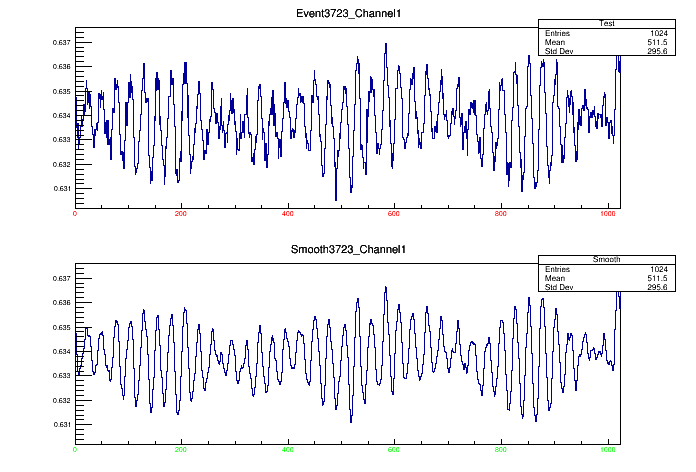 Event3723_Channel1
Test
Entries 1024
Mean 511.5
Std Dev 295.6
0.637
0.636
0.635
0.634
0.633
0.632
0.631
0 200 400 600 800 1000
Smooth3723_Channel1
Smooth
Entries 1024
Mean 511.5
Std Dev 295.6
0.637
0.636
0.635
0.634
0.633
0.632
0.631
0 200 400 600 800 1000